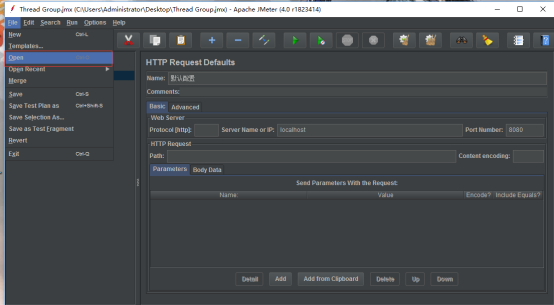 Thread Group.jmx (C:\Users\Administrator\Desktop\Thread Group.jmx) - Apache JMeter (4.0 r1823414)
File Edit Search Run Options Help
New Ctrl-L
Templates...
Open
Open Recent
Merge
Save Ctrl-S
Save Test Plan as Ctrl+Shift-S
Save Selection As...
Save as Test Fragment
Revert
Exit Ctrl-Q
HTTP Request Defaults
Name: 默认配置
Comments:
Basic Advanced
Web Server
Protocol [http]: Server Name or IP: localhost Port Number: 8080
HTTP Request
Path: Content encoding:
Parameters Body Data
Send Parameters With the Request:
Name: Value Encode? Include Equals?
Detail Add Add from Clipboard Delete Up Down